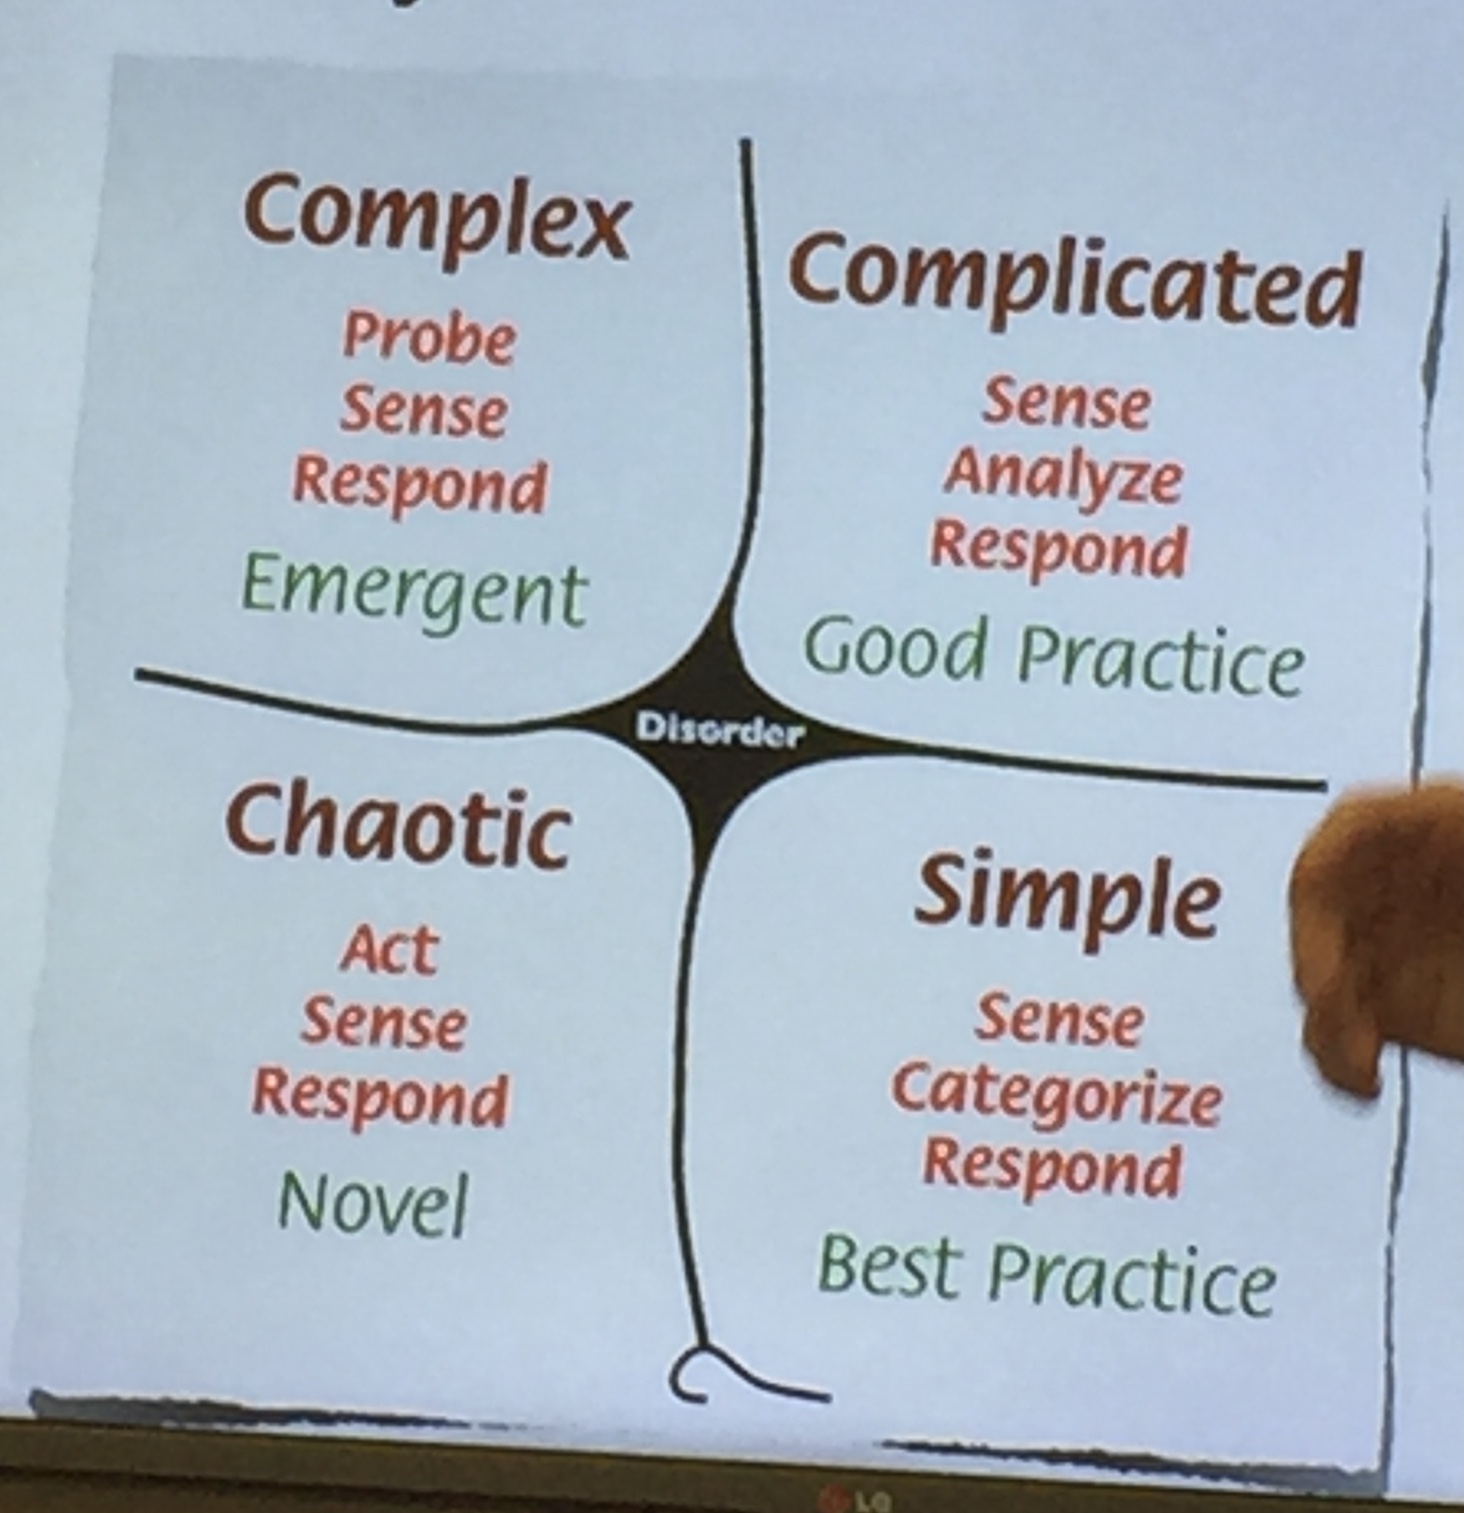 Complex
Probe
Sense
Respond
Emergent
Complicated
Sense
Analyze
Respond
Good Practice
Disorder
Chaotic
Act
Sense
Respond
Novel
Simple
Sense
Categorize
Respond
Best Practice
LG